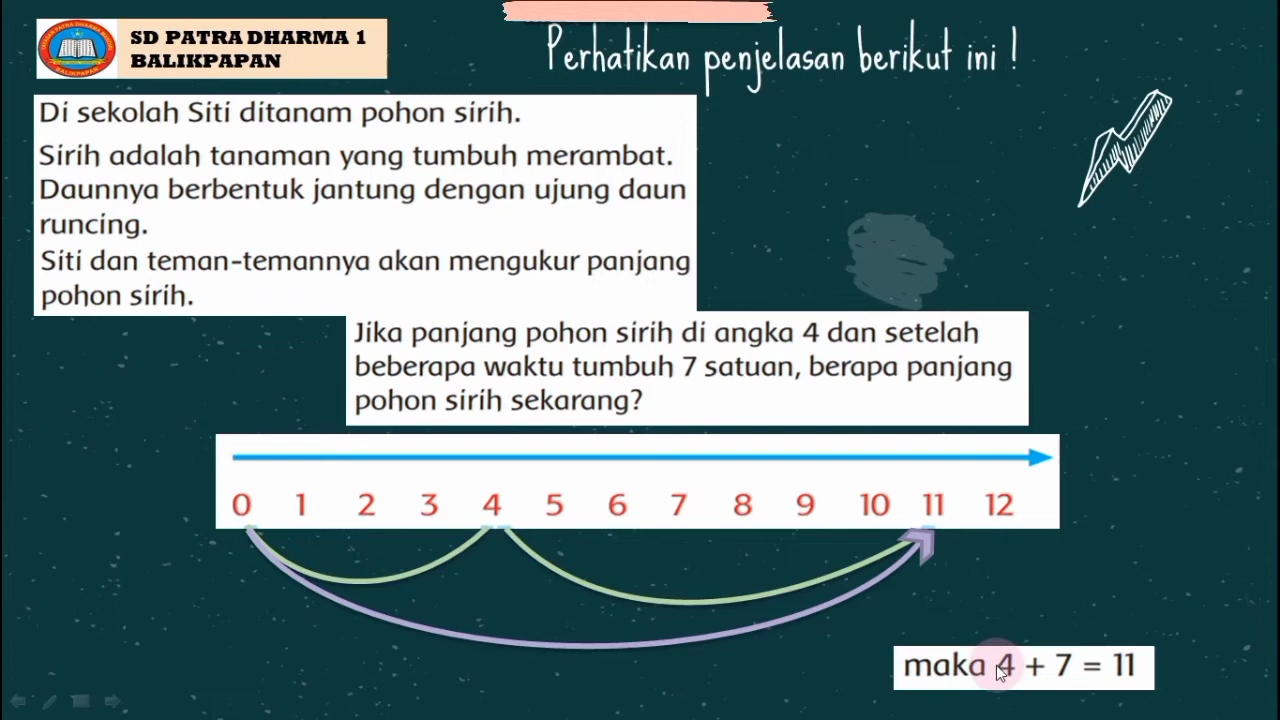 SD PATRA DHARMA 1
BALIKPAPAN
Perhatikan penjelasan berikut ini !
Di sekolah Siti ditanam pohon sirih.
Sirih adalah tanaman yang tumbuh merambat.
Daunnya berbentuk jantung dengan ujung daun
runcing.
Siti dan teman-temannya akan mengukur panjang
pohon sirih.
Jika panjang pohon sirih di angka 4 dan setelah
beberapa waktu tumbuh 7 satuan, berapa panjang
pohon sirih sekarang?
0 1 2 3 4 5 6 7 8 9 10 11 12
maka 4 + 7 = 11